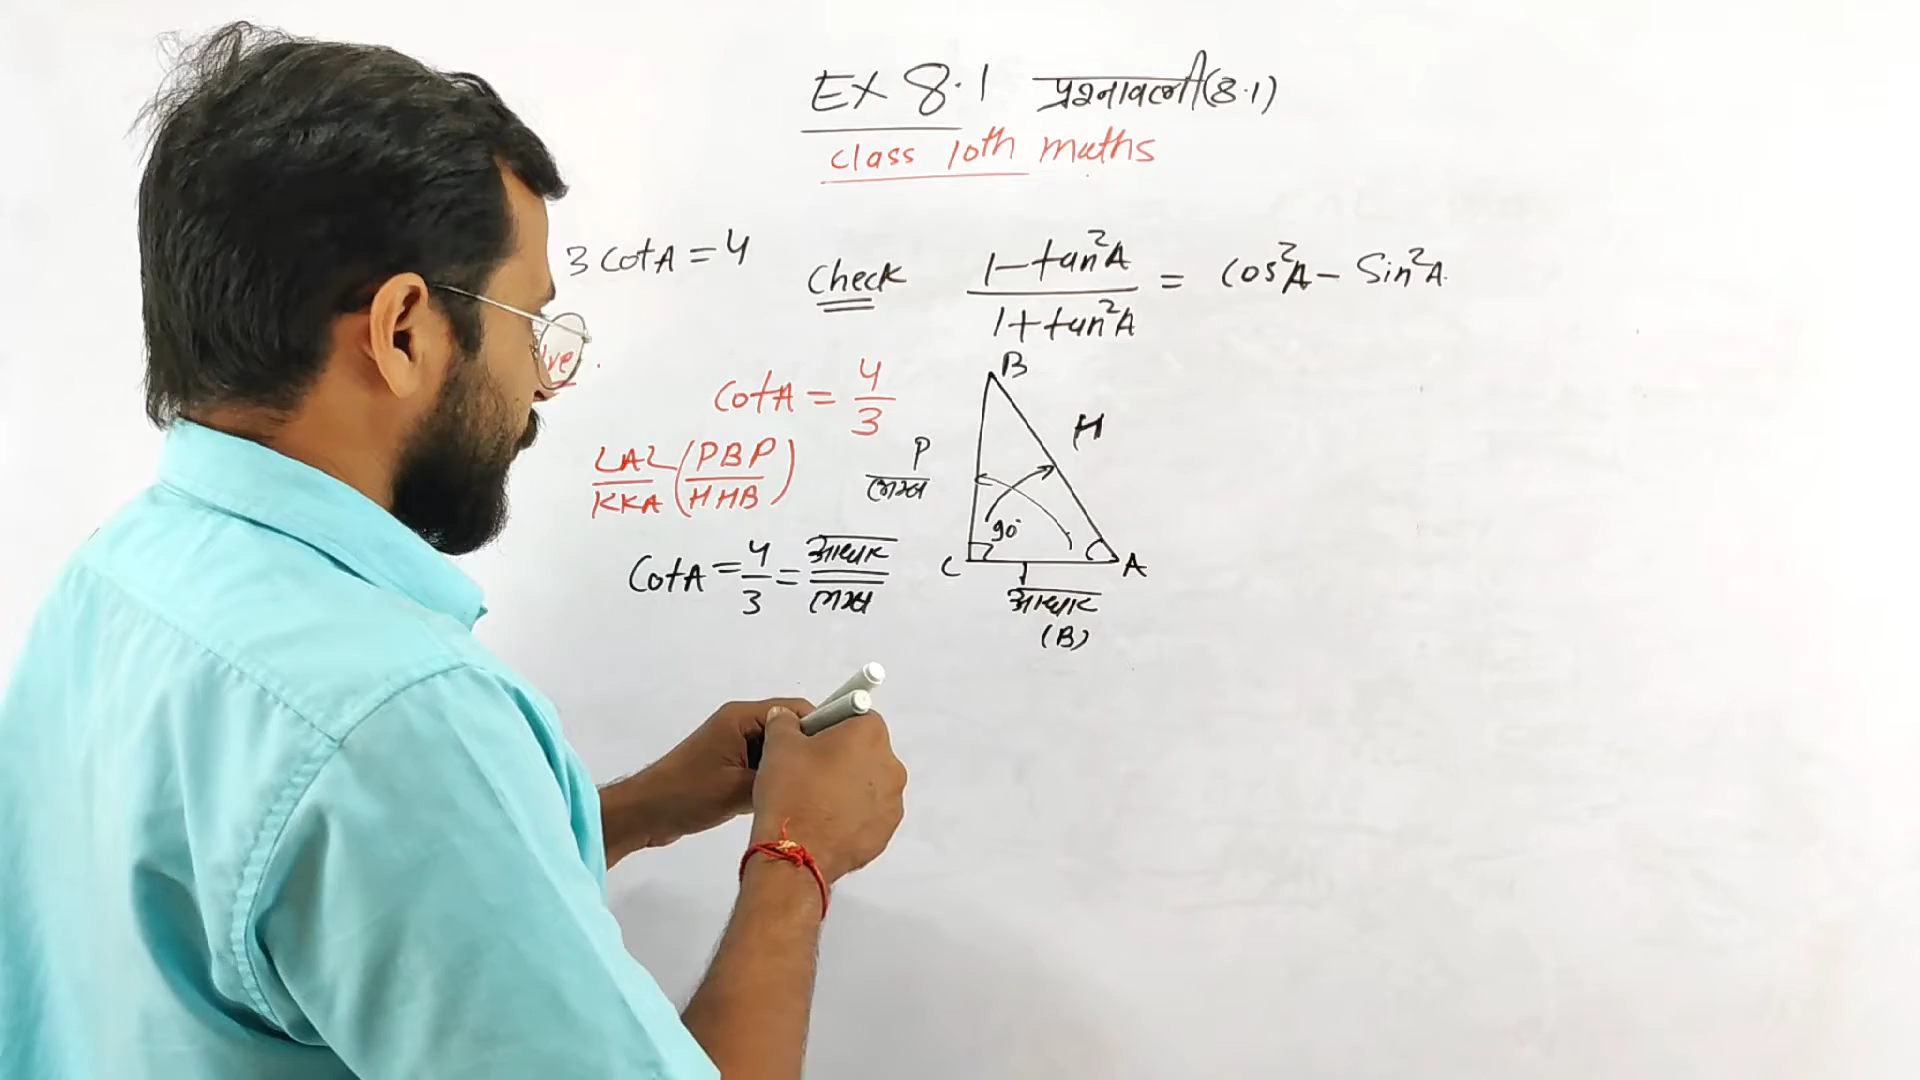 Ex 8.1 प्रश्नावली (8.1)
class 10th maths
3 cotA = 4
Check
1 - tan²A / 1 + tan²A = cos²A - Sin²A.
cotA = 4/3
LAL/KKA (PBP/HHB)
P
लम्ब
CotA = 4/3 = आधार/लम्ब
B
H
90°
C
A
आधार
(B)